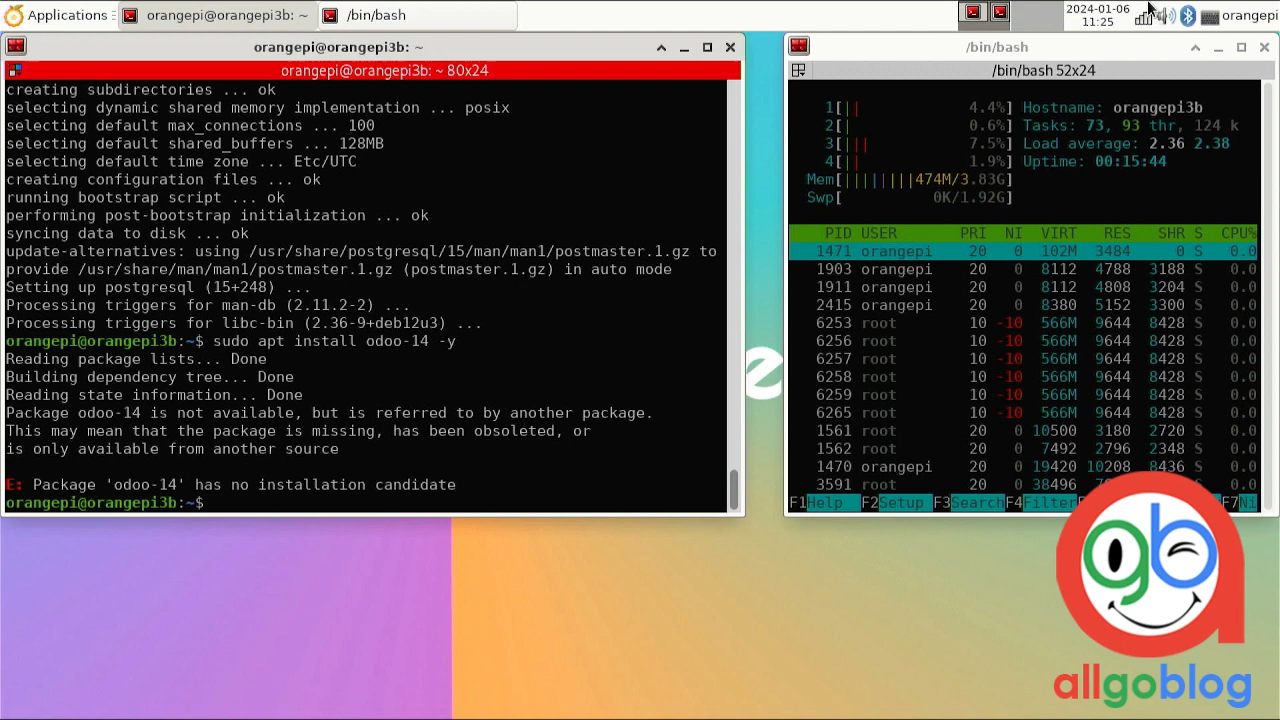 Applications
orangepi@orangepi3b: ~
/bin/bash
2024-01-06
11:25
orangepi
orangepi@orangepi3b: ~
orangepi@orangepi3b: ~ 80x24
creating subdirectories ... ok
selecting dynamic shared memory implementation ... posix
selecting default max_connections ... 100
selecting default shared_buffers ... 128MB
selecting default time zone ... Etc/UTC
creating configuration files ... ok
running bootstrap script ... ok
performing post-bootstrap initialization ... ok
syncing data to disk ... ok
update-alternatives: using /usr/share/postgresql/15/man/man1/postmaster.1.gz to
provide /usr/share/man/man1/postmaster.1.gz (postmaster.1.gz) in auto mode
Setting up postgresql (15+248) ...
Processing triggers for man-db (2.11.2-2) ...
Processing triggers for libc-bin (2.36-9+deb12u3) ...
orangepi@orangepi3b:~$ sudo apt install odoo-14 -y
Reading package lists... Done
Building dependency tree... Done
Reading state information... Done
Package odoo-14 is not available, but is referred to by another package.
This may mean that the package is missing, has been obsoleted, or
is only available from another source
E: Package 'odoo-14' has no installation candidate
orangepi@orangepi3b:~$
/bin/bash
/bin/bash 52x24
1[|| 4.4%] Hostname: orangepi3b
2[| 0.6%] Tasks: 73, 93 thr, 124 k
3[||| 7.5%] Load average: 2.36 2.38
4[|| 1.9%] Uptime: 00:15:44
Mem[||||||||474M/3.83G]
Swp[ 0K/1.92G]
PID USER PRI NI VIRT RES SHR S CPU%
1471 orangepi 20 0 102M 3484 0 S 0.0
1903 orangepi 20 0 8112 4788 3188 S 0.0
1911 orangepi 20 0 8112 4808 3204 S 0.0
2415 orangepi 20 0 8380 5152 3300 S 0.0
6253 root 10 -10 566M 9644 8428 S 0.0
6256 root 10 -10 566M 9644 8428 S 0.0
6257 root 10 -10 566M 9644 8428 S 0.0
6258 root 10 -10 566M 9644 8428 S 0.0
6259 root 10 -10 566M 9644 8428 S 0.0
6265 root 10 -10 566M 9644 8428 S 0.0
1561 root 20 0 10500 3180 2720 S 0.0
1562 root 20 0 7492 2796 2348 S 0.0
1470 orangepi 20 0 19420 10208 8436 S 0.0
3591 root 20 0 38496 S 0.0
F1Help F2Setup F3Search F4Filter F7Ni
gb
allgoblog